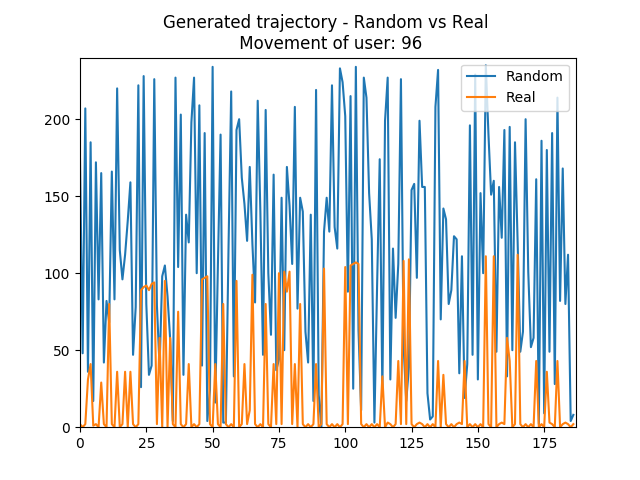 Generated trajectory - Random vs Real
Movement of user: 96
Random
Real
200
150
100
50
0
0 25 50 75 100 125 150 175